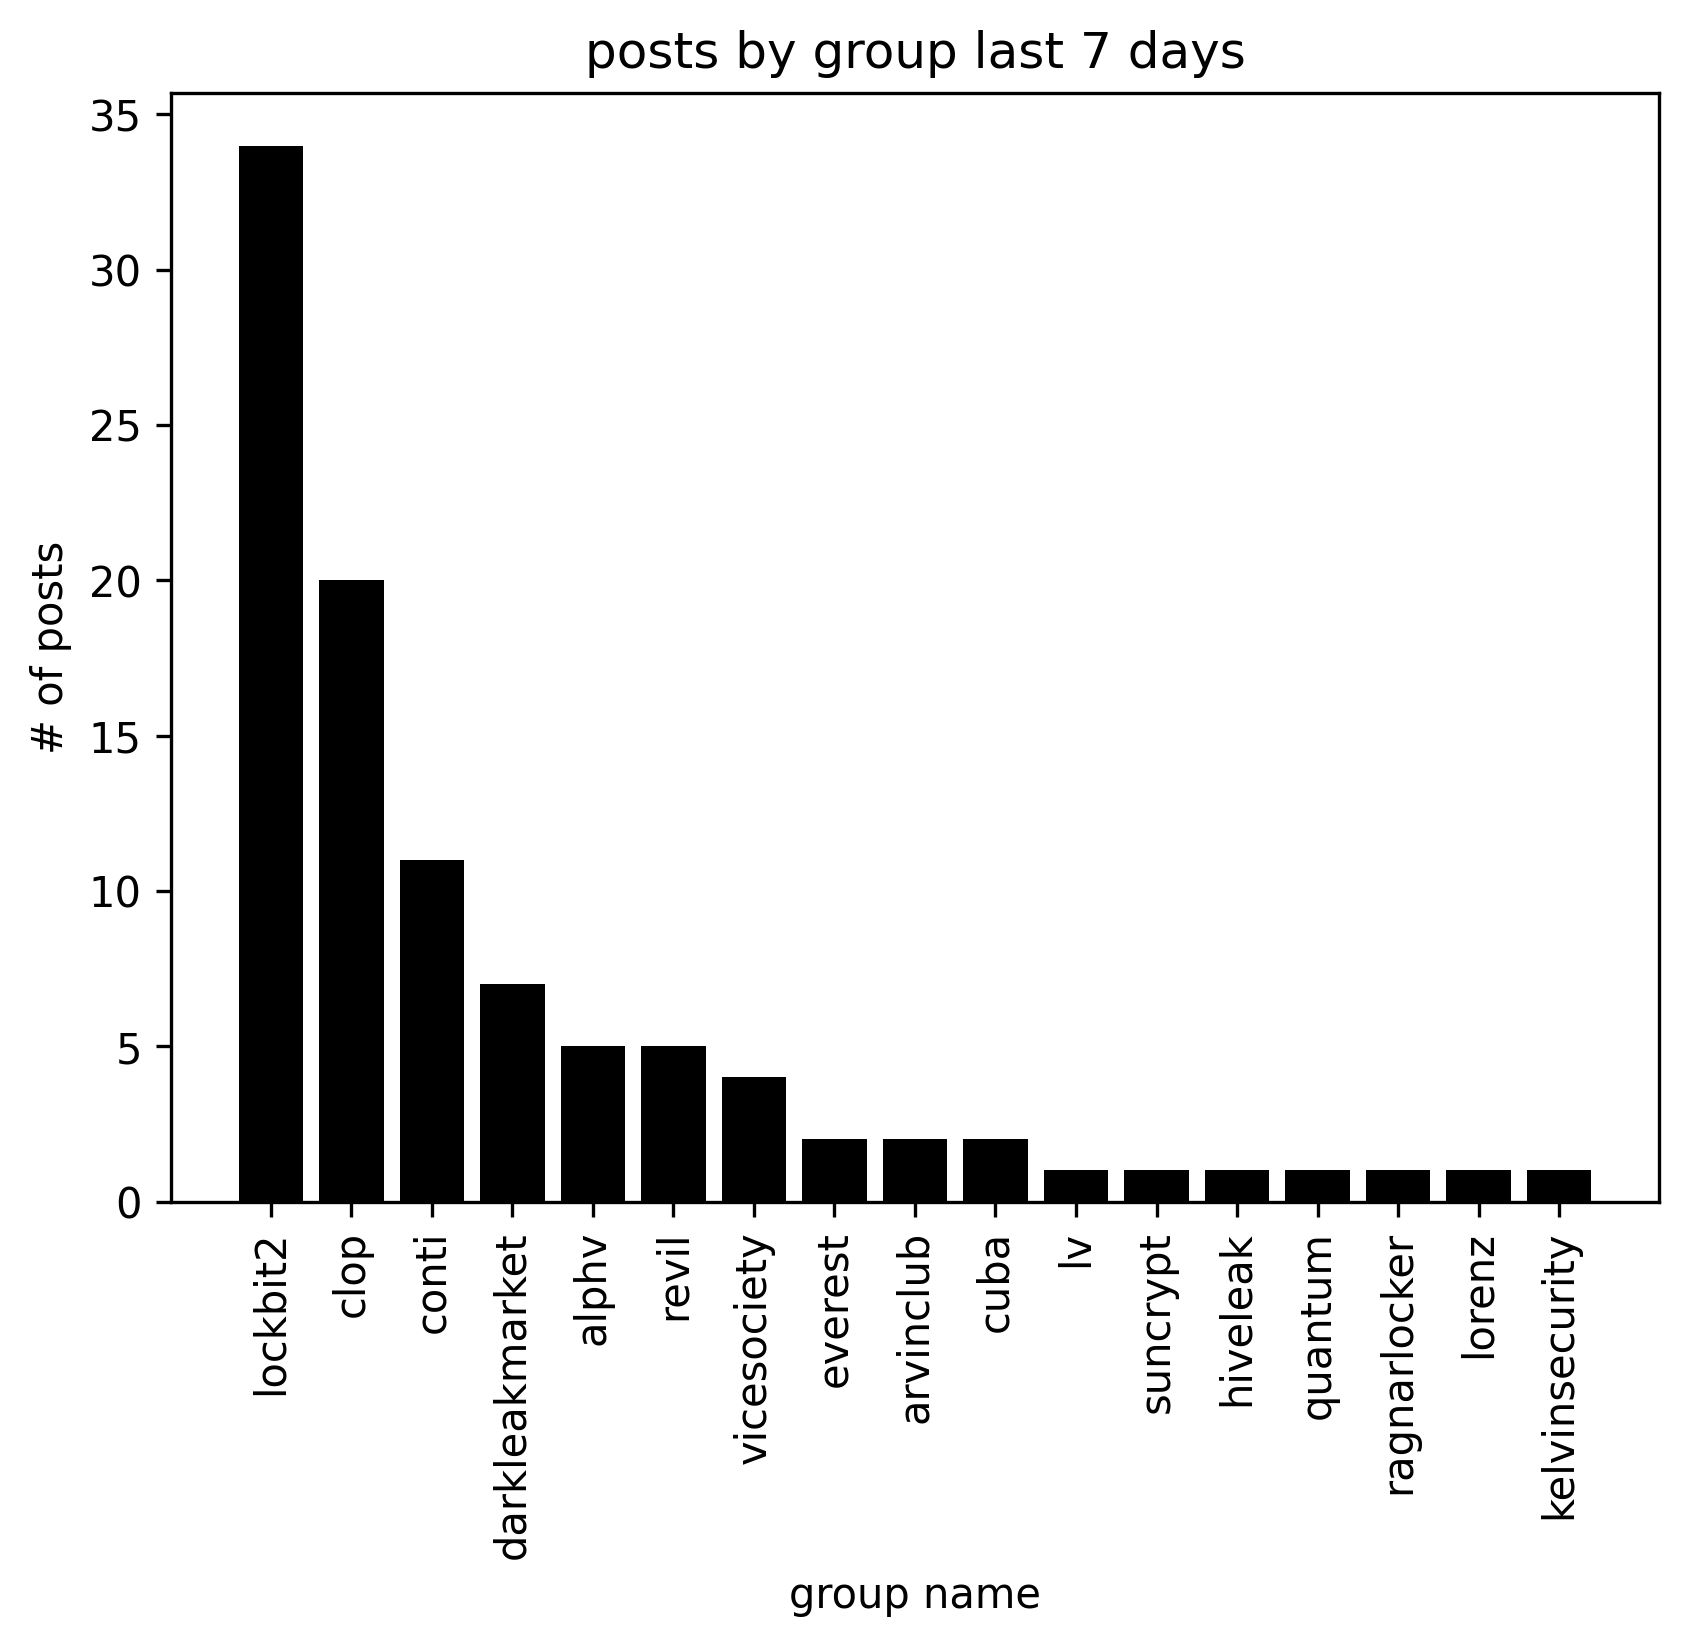 posts by group last 7 days
# of posts
35
30
25
20
15
10
5
0
lockbit2
clop
conti
darkleakmarket
alphv
revil
vicesociety
everest
arvinclub
cuba
lv
suncrypt
hiveleak
quantum
ragnarlocker
lorenz
kelvinsecurity
group name